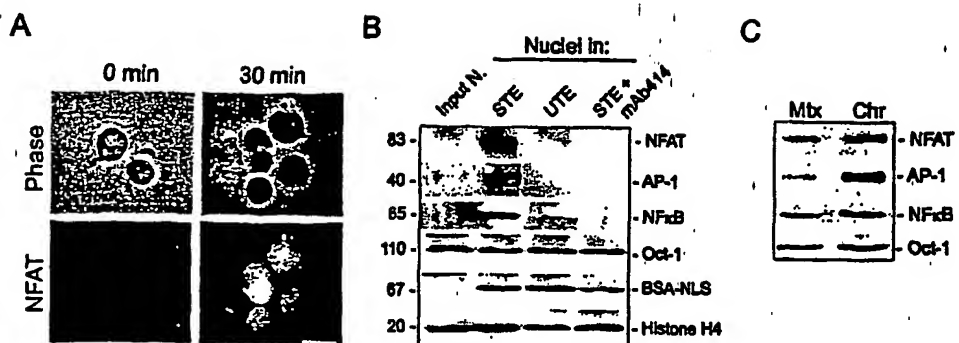 A
0 min 30 min
Phase
NFAT
B
Nuclei in:
Input N.
STE
UTE
STE + mAb414
83 - - NFAT
40 - - AP-1
65 - - NFκB
110 - - Oct-1
67 - - BSA-NLS
20 - - Histone H4
C
Mtx Chr
- NFAT
- AP-1
- NFκB
- Oct-1